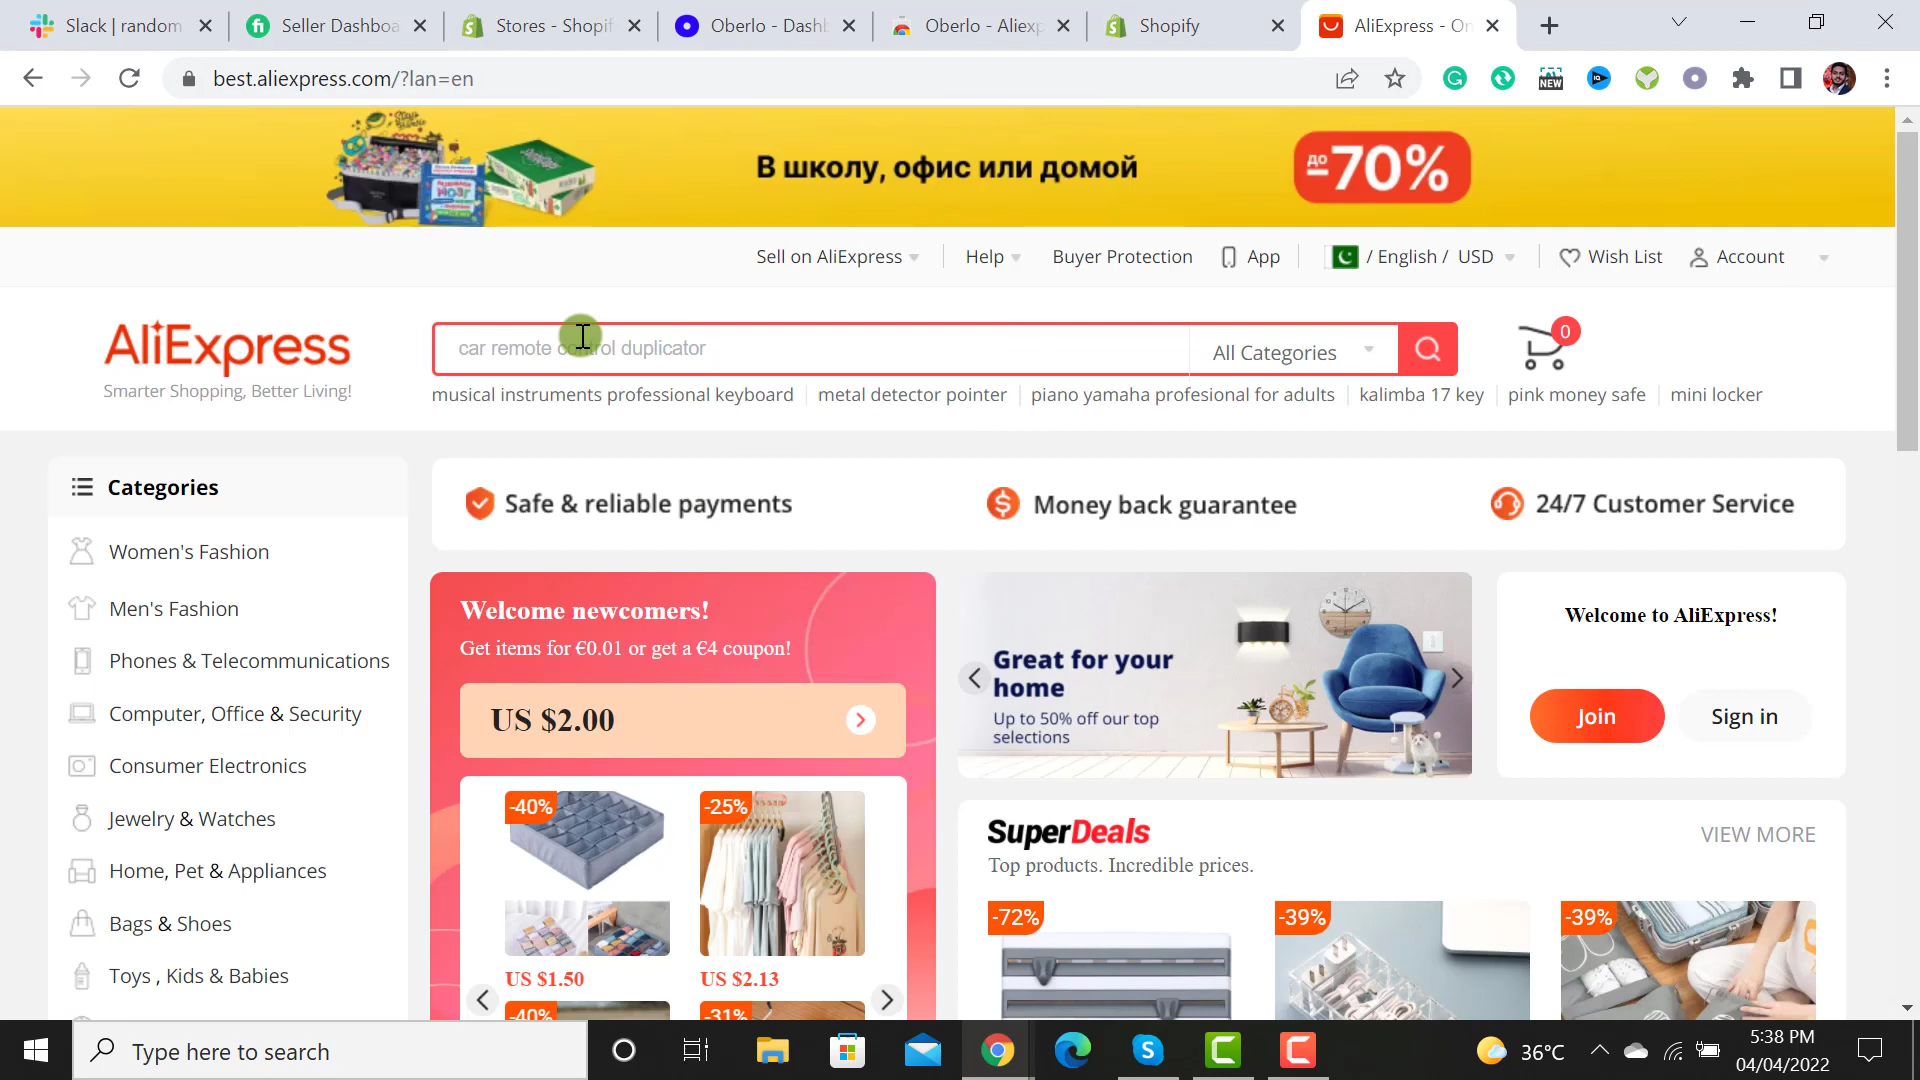 Slack | random
Seller Dashboa
Stores - Shopif
Oberlo - Dashb
Oberlo - Aliexp
Shopify
AliExpress - On
best.aliexpress.com/?lan=en
NEW
В школу, офис или домой
до -70%
Sell on AliExpress
Help
Buyer Protection
App
/ English / USD
Wish List
Account
AliExpress
Smarter Shopping, Better Living!
car remote control duplicator
All Categories
0
musical instruments professional keyboard
metal detector pointer
piano yamaha profesional for adults
kalimba 17 key
pink money safe
mini locker
Categories
Women's Fashion
Men's Fashion
Phones & Telecommunications
Computer, Office & Security
Consumer Electronics
Jewelry & Watches
Home, Pet & Appliances
Bags & Shoes
Toys , Kids & Babies
Safe & reliable payments
Money back guarantee
24/7 Customer Service
Welcome newcomers!
Get items for €0.01 or get a €4 coupon!
US $2.00
-40%
-25%
US $1.50
US $2.13
-40%
-31%
Great for your
home
Up to 50% off our top
selections
Welcome to AliExpress!
Join
Sign in
SuperDeals
VIEW MORE
Top products. Incredible prices.
-72%
-39%
-39%
Type here to search
36°C
5:38 PM
04/04/2022